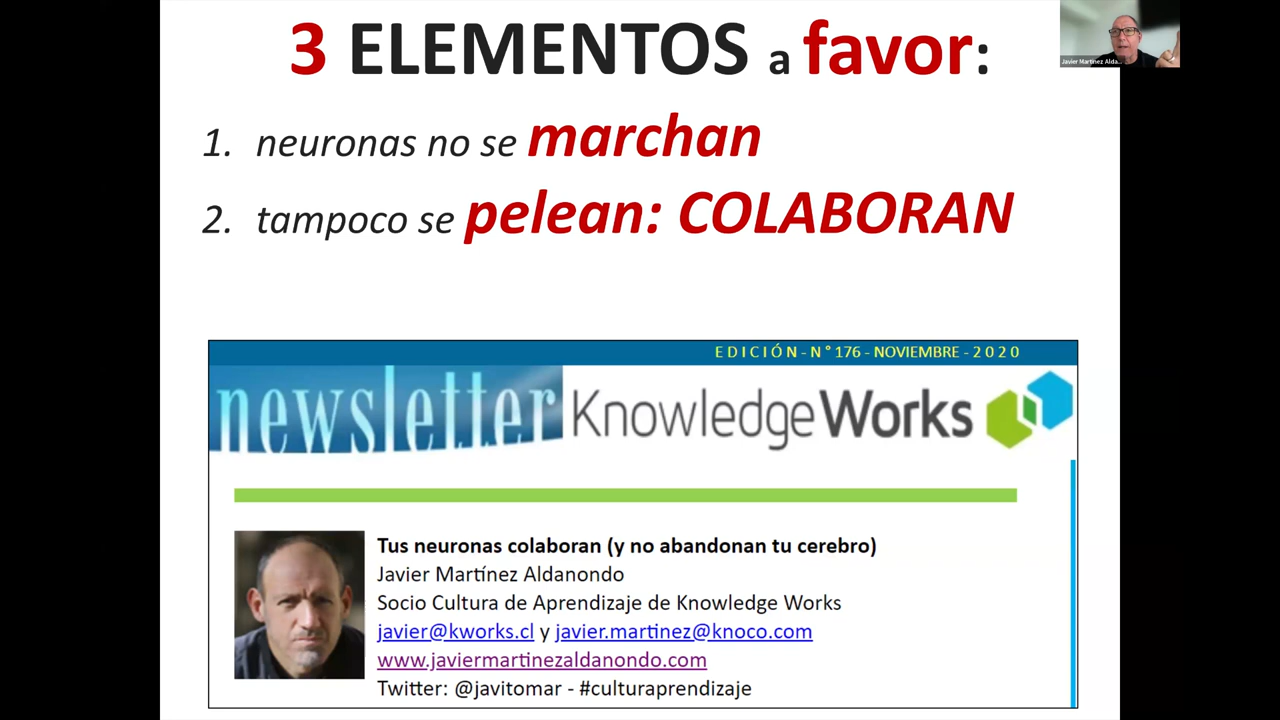 3 ELEMENTOS a favor:
Javier Martínez Alda...
1. neuronas no se marchan
2. tampoco se pelean: COLABORAN
EDICIÓN - N° 176 - NOVIEMBRE - 2020
newsletter KnowledgeWorks
Tus neuronas colaboran (y no abandonan tu cerebro)
Javier Martínez Aldanondo
Socio Cultura de Aprendizaje de Knowledge Works
javier@kworks.cl y javier.martinez@knoco.com
www.javiermartinezaldanondo.com
Twitter: @javitomar - #culturaprendizaje